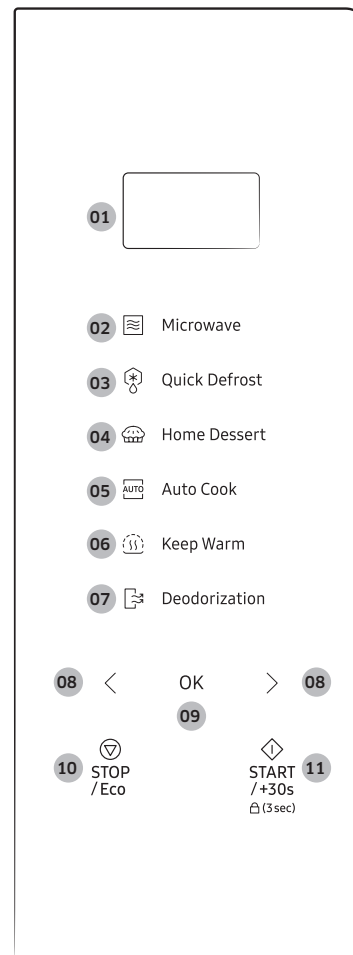 01
02 Microwave
03 Quick Defrost
04 Home Dessert
05 AUTO Auto Cook
06 Keep Warm
07 Deodorization
08 < OK > 08
09
10 STOP
/Eco
START 11
/+30s
(3 sec)